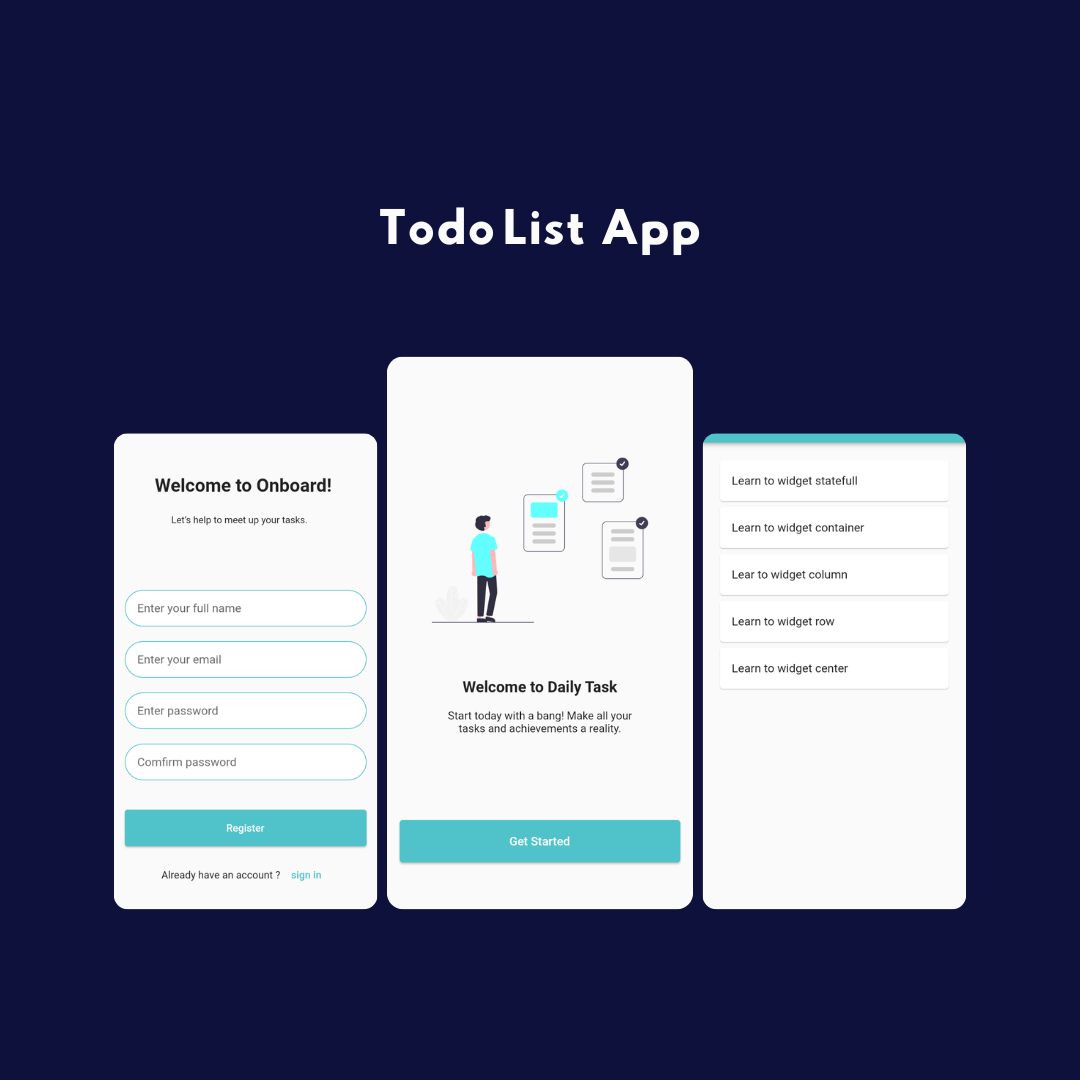 Todo List App
Welcome to Onboard!
Let's help to meet up your tasks.
Enter your full name
Enter your email
Enter password
Comfirm password
Register
Already have an account ? sign in
Welcome to Daily Task
Start today with a bang! Make all your
tasks and achievements a reality.
Get Started
Learn to widget statefull
Learn to widget container
Lear to widget column
Learn to widget row
Learn to widget center